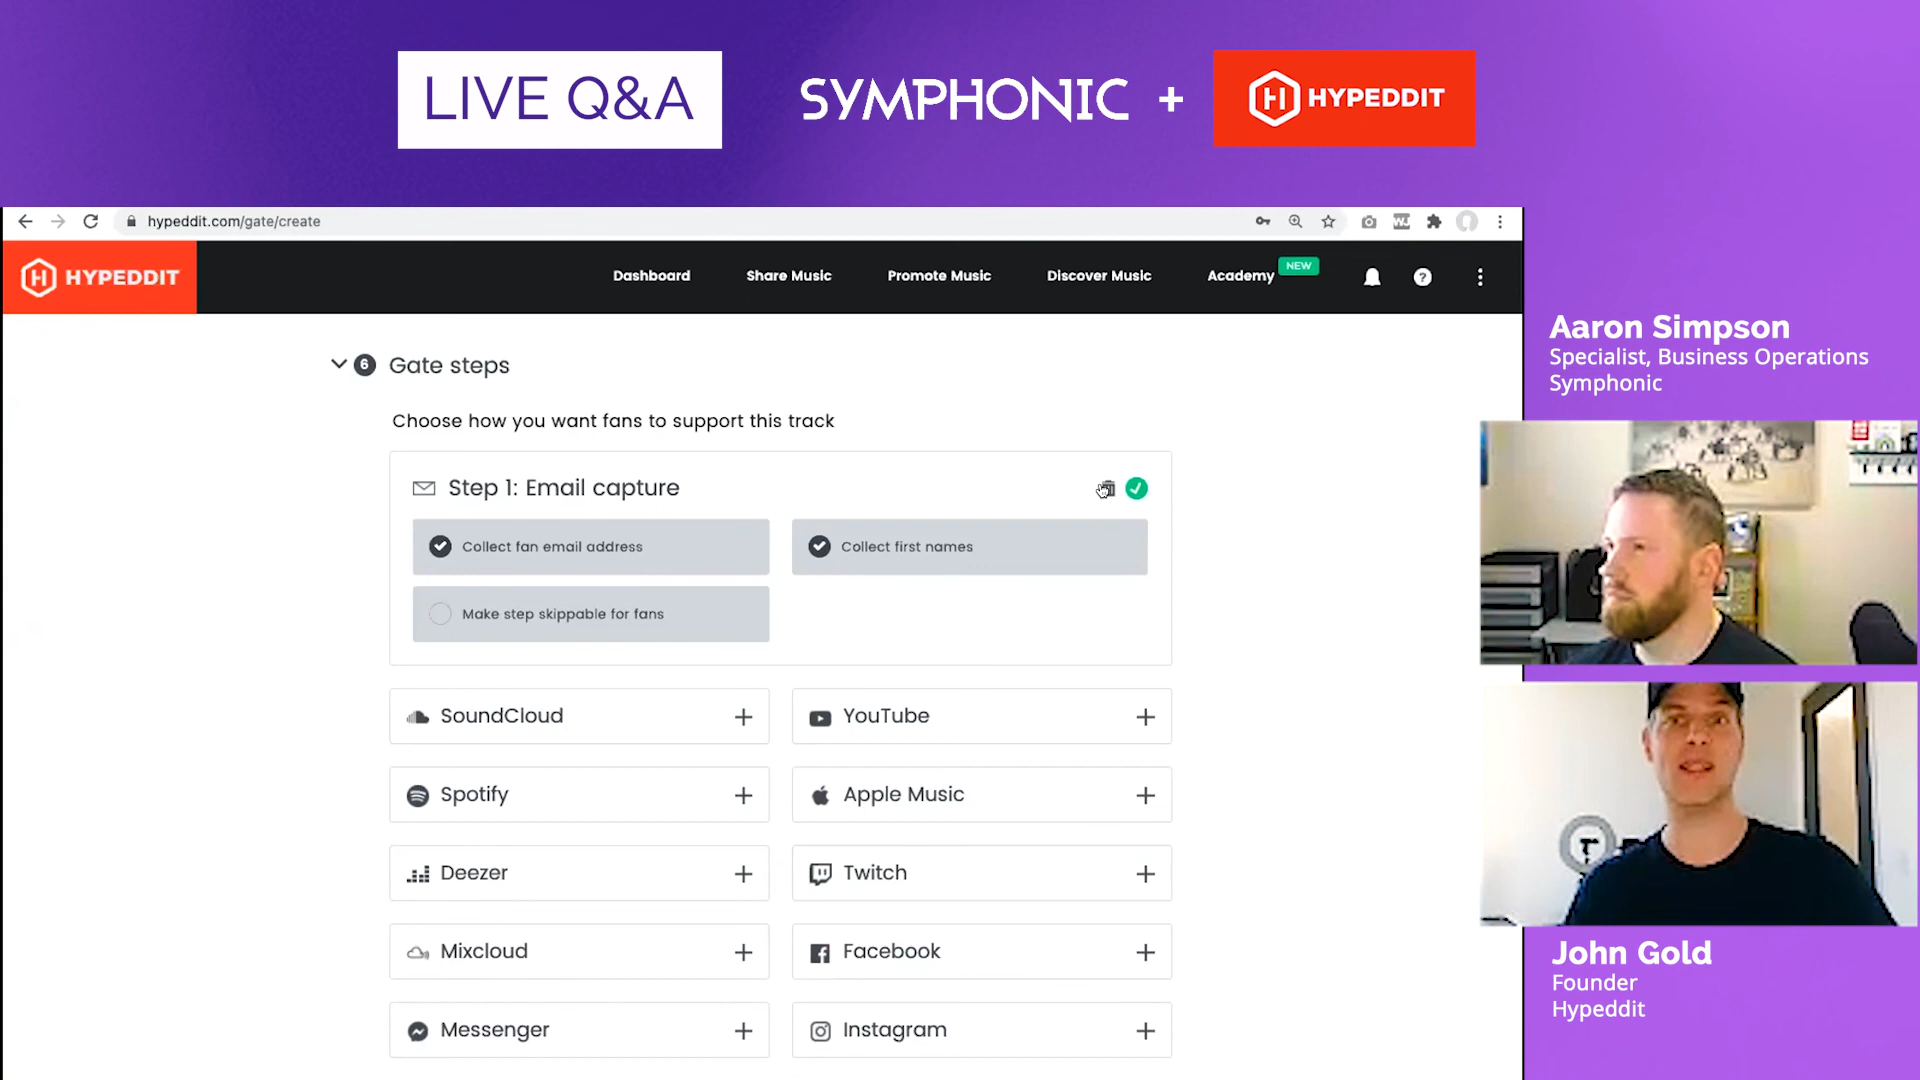 LIVE Q&A
SYMPHONIC + HYPEDDIT
hypeddit.com/gate/create
HYPEDDIT
Dashboard
Share Music
Promote Music
Discover Music
Academy
NEW
6
Gate steps
Choose how you want fans to support this track
Step 1: Email capture
Collect fan email address
Collect first names
Make step skippable for fans
SoundCloud
YouTube
Spotify
Apple Music
Deezer
Twitch
Mixcloud
Facebook
Messenger
Instagram
Aaron Simpson
Specialist, Business Operations
Symphonic
John Gold
Founder
Hypeddit